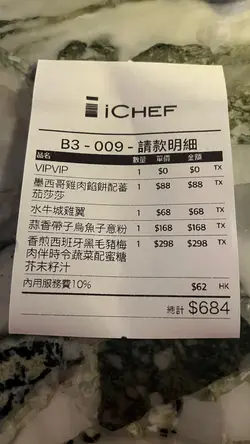 iCHEF
B3 - 009 - 請款明細
品名 數量 單價 金額
VIPVIP 1 $0 $0 TX
墨西哥雞肉餡餅配蕃 1 $88 $88 TX
茄莎莎
水牛城雞翼 1 $68 $68 TX
蒜香帶子烏魚子意粉 1 $168 $168 TX
香煎西班牙黑毛豬梅 1 $298 $298 TX
肉伴時令蔬菜配蜜糖
芥末籽汁
內用服務費10% $62 HK
總計 $684